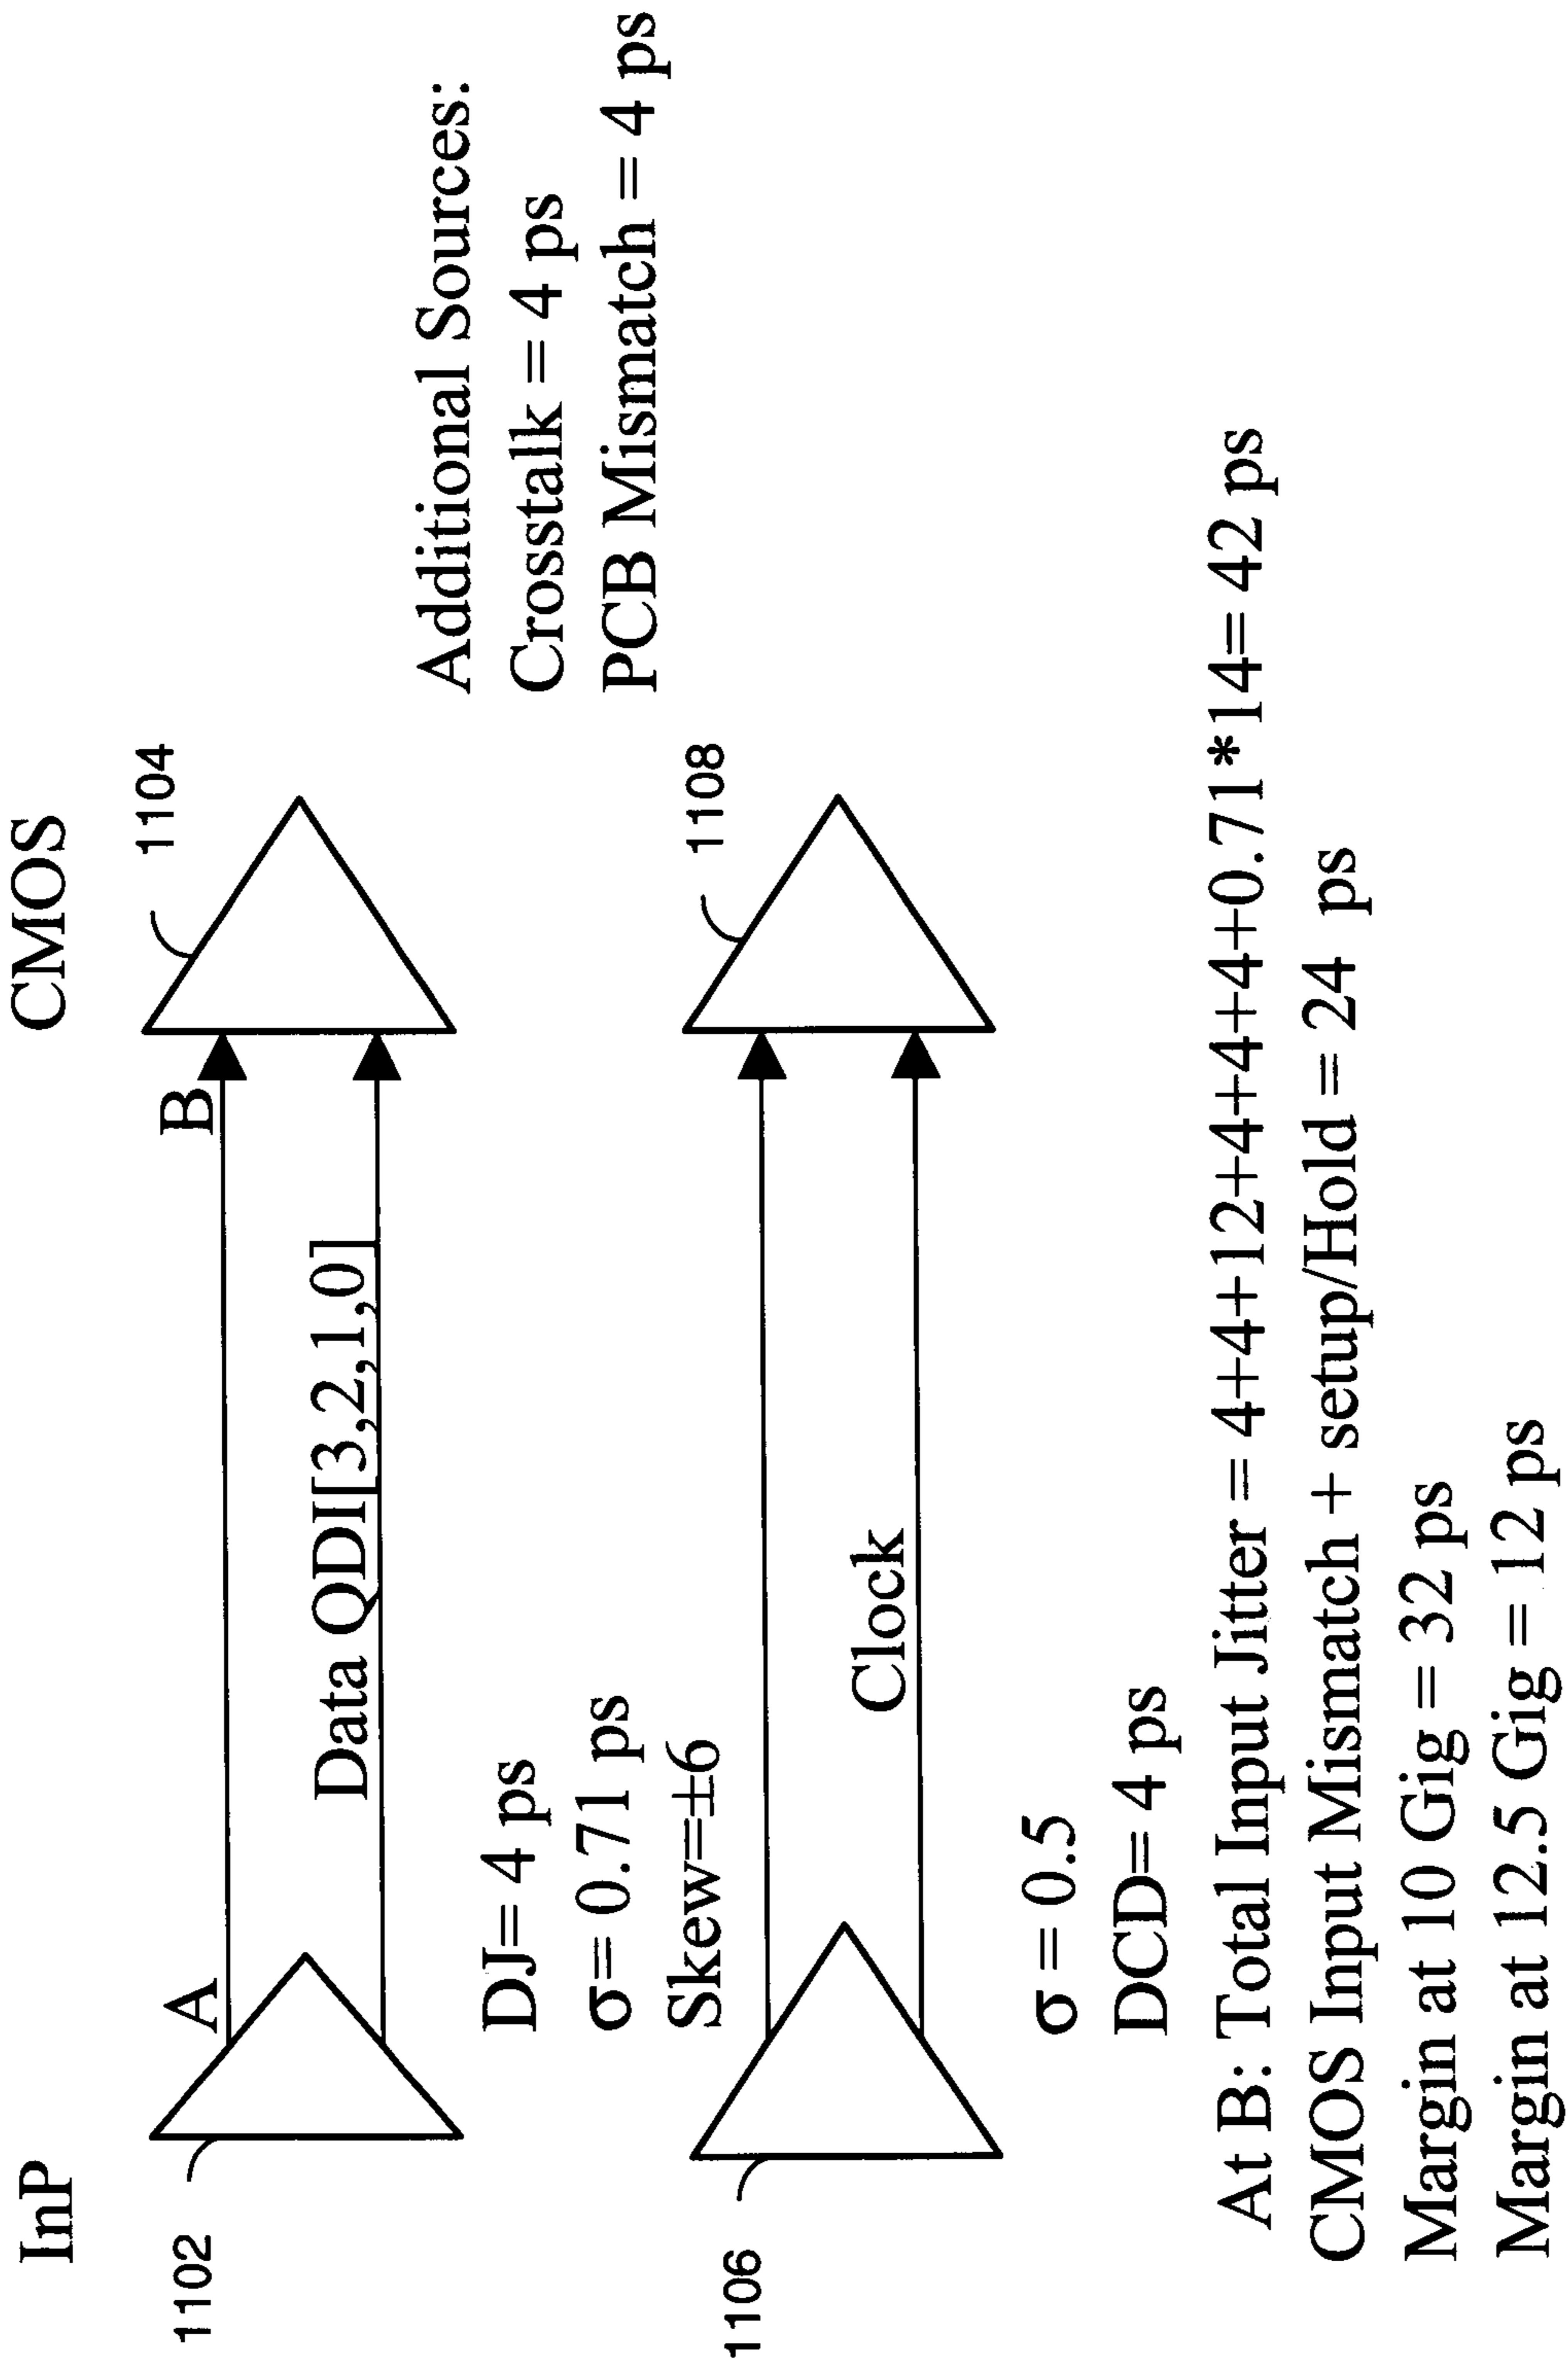 InP
CMOS
1102
A
B
1104
Data QDI[3,2,1,0]
DJ= 4 ps
σ= 0.71 ps
Skew=±6
Additional Sources:
Crosstalk = 4 ps
PCB Mismatch = 4 ps
1106
1108
Clock
σ = 0.5
DCD= 4 ps
At B: Total Input Jitter = 4+4+12+4+4+4+0.71*14= 42 ps
CMOS Input Mismatch + setup/Hold = 24 ps
Margin at 10 Gig = 32 ps
Margin at 12.5 Gig = 12 ps